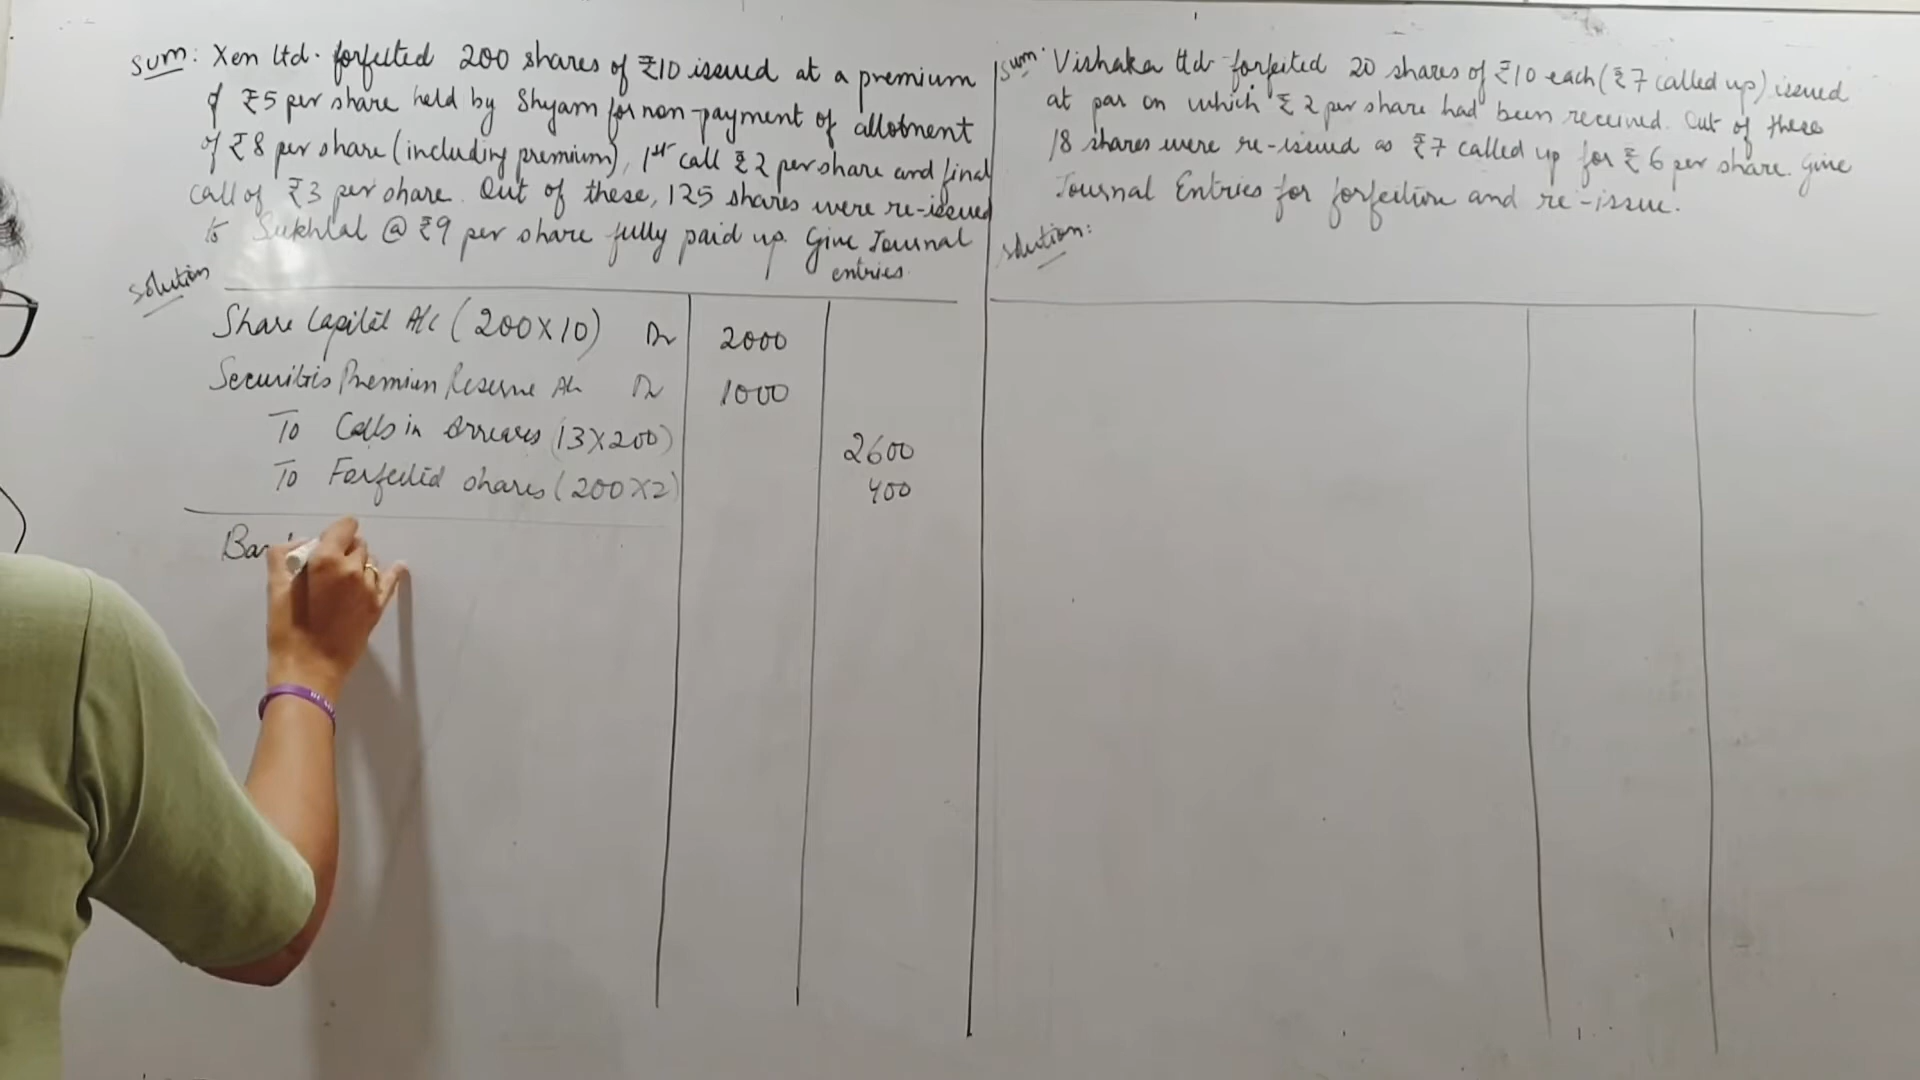 Sum: Xen Ltd. forfeited 200 shares of ₹10 issued at a premium
of ₹5 per share held by Shyam for non-payment of allotment
of ₹8 per share (including premium), 1st call ₹2 per share and final
call of ₹3 per share. Out of these, 125 shares were re-issued
to Sukhlal @ ₹9 per share fully paid up. Give Journal
entries.
Solution
Share Capital A/c (200X10) Dr 2000
Securities Premium Reserve A/c Dr 1000
To Calls in Arrears (13X200) 2600
To Forfeited shares (200X2) 400
Ban
Sum: Vishaka Ltd forfeited 20 shares of ₹10 each (₹7 called up) issued
at par on which ₹2 per share had been received. Out of these
18 shares were re-issued as ₹7 called up for ₹6 per share. Give
Journal Entries for forfeiture and re-issue.
Solution: